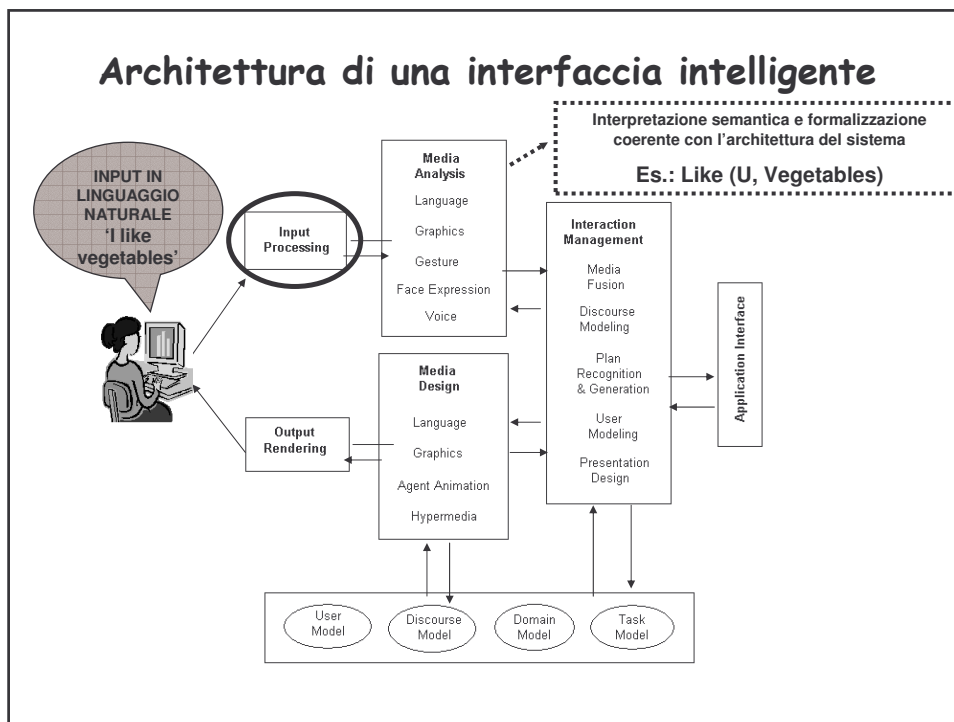 Architettura di una interfaccia intelligente
Interpretazione semantica e formalizzazione
coerente con l'architettura del sistema
Es.: Like (U, Vegetables)
INPUT IN
LINGUAGGIO
NATURALE
'I like
vegetables'
Input
Processing
Media
Analysis
Language
Graphics
Gesture
Face Expression
Voice
Interaction
Management
Media
Fusion
Discourse
Modeling
Plan
Recognition
& Generation
User
Modeling
Presentation
Design
Application Interface
Media
Design
Language
Graphics
Agent Animation
Hypermedia
Output
Rendering
User
Model
Discourse
Model
Domain
Model
Task
Model